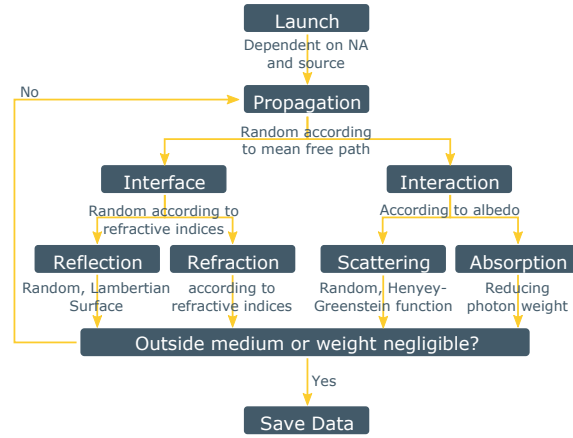 Launch
Dependent on NA
and source
No
Propagation
Random according
to mean free path
Interface
Interaction
Random according to
refractive indices
According to albedo
Reflection
Refraction
Scattering
Absorption
Random, Lambertian
Surface
according to
refractive indices
Random, Henyey-
Greenstein function
Reducing
photon weight
Outside medium or weight negligible?
Yes
Save Data